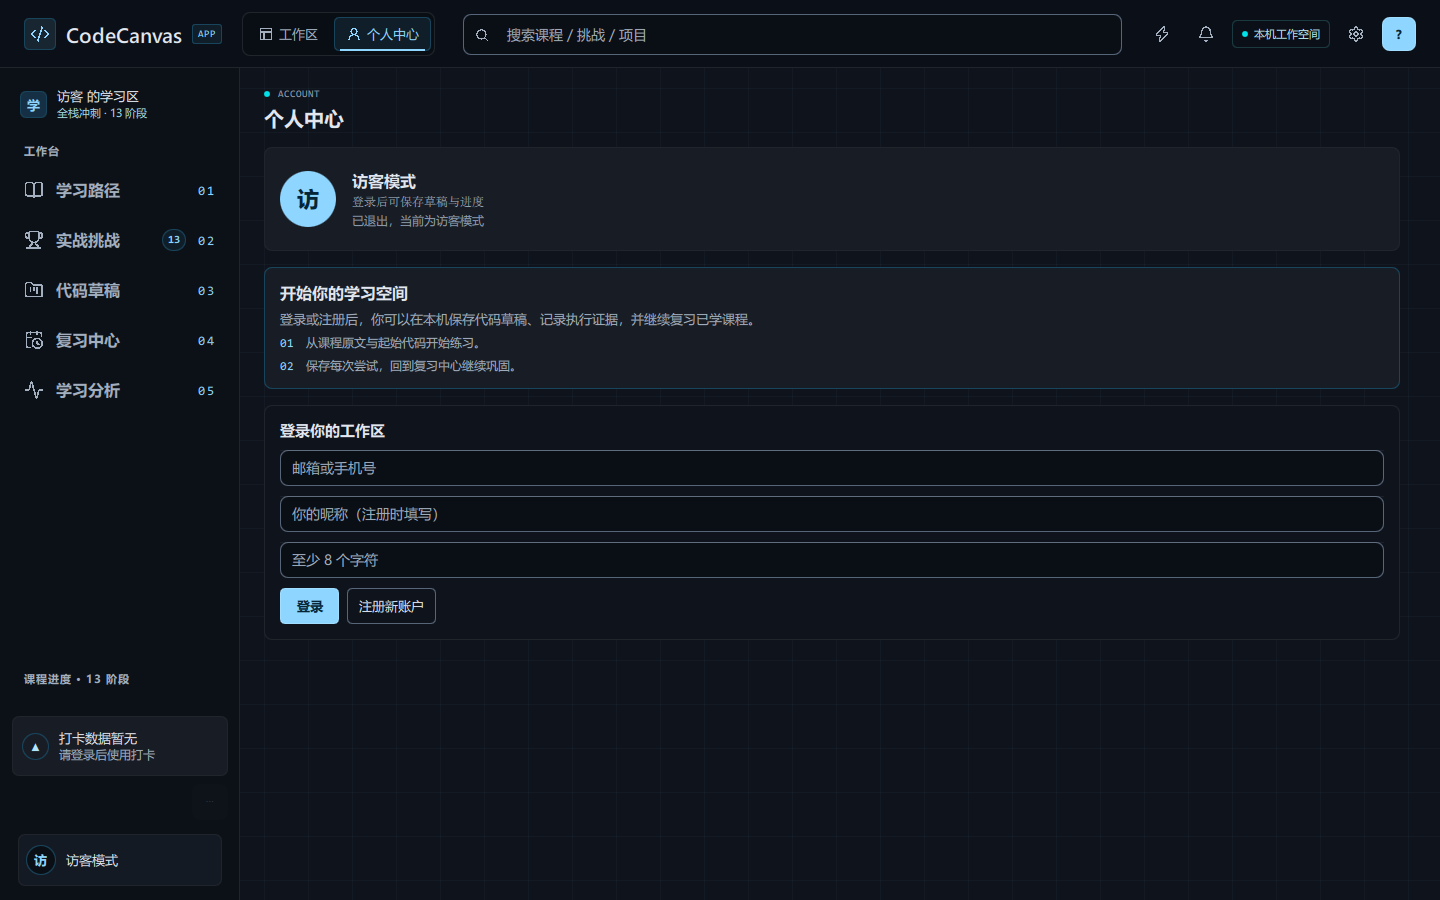 CodeCanvas APP
工作区
个人中心
搜索课程 / 挑战 / 项目
本机工作空间
?
学
访客 的学习区
全栈冲刺 · 13 阶段
工作台
学习路径 01
实战挑战 13 02
代码草稿 03
复习中心 04
学习分析 05
课程进度 • 13 阶段
打卡数据暂无
请登录后使用打卡
访
访客模式
ACCOUNT
个人中心
访
访客模式
登录后可保存草稿与进度
已退出，当前为访客模式
开始你的学习空间
登录或注册后，你可以在本机保存代码草稿、记录执行证据，并继续复习已学课程。
01 从课程原文与起始代码开始练习。
02 保存每次尝试，回到复习中心继续巩固。
登录你的工作区
邮箱或手机号
你的昵称（注册时填写）
至少 8 个字符
登录
注册新账户